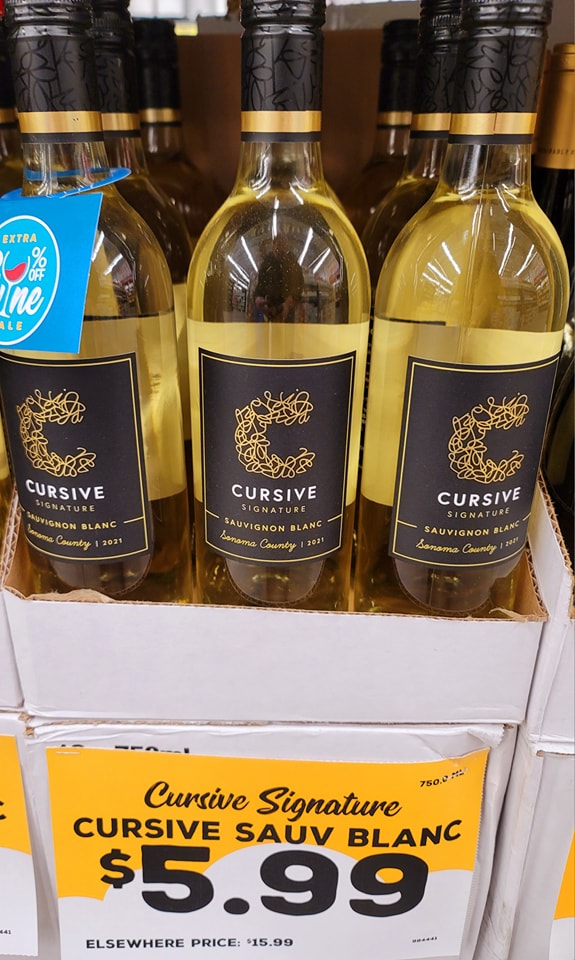 EXTRA
% OFF
ALE
CURSIVE
SIGNATURE
SAUVIGNON BLANC
Sonoma County | 2021
CURSIVE
SIGNATURE
SAUVIGNON BLANC
Sonoma County | 2021
CURSIVE
SIGNATURE
SAUVIGNON BLANC
Sonoma County | 2021
750ml
750.0 ML
Cursive Signature
CURSIVE SAUV BLANC
$5.99
ELSEWHERE PRICE: $15.99